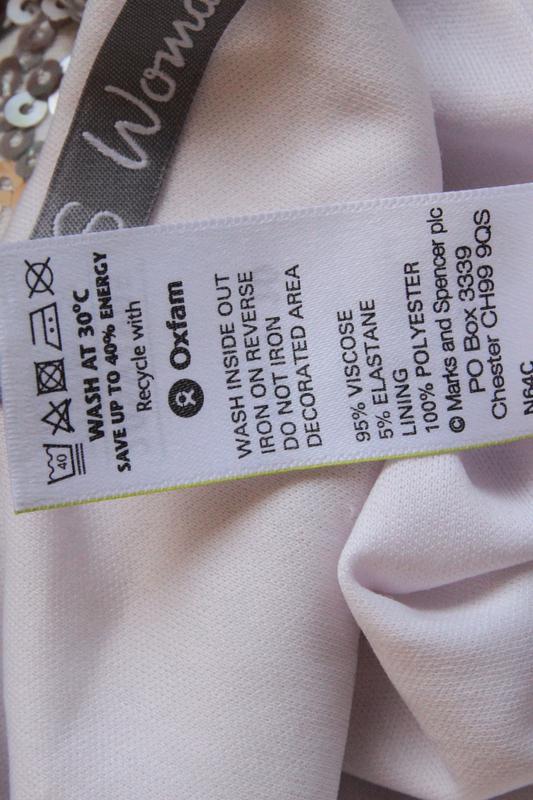 Woma
S
40
WASH AT 30°C
SAVE UP TO 40% ENERGY
Recycle with
Oxfam
WASH INSIDE OUT
IRON ON REVERSE
DO NOT IRON
DECORATED AREA
95% VISCOSE
5% ELASTANE
LINING
100% POLYESTER
© Marks and Spencer plc
PO Box 3339
Chester CH99 9QS
N64C